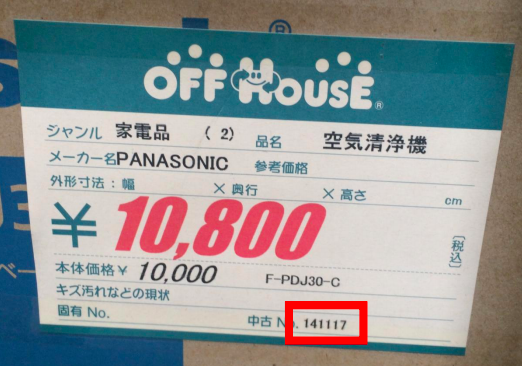 OFF HOUSE®
ジャンル 家電品 (2) 品名 空気清浄機
メーカー名PANASONIC 参考価格
外形寸法:幅 ×奥行 ×高さ cm
¥10,800 (税込)
本体価格¥ 10,000 F-PDJ30-C
キズ汚れなどの現状
固有 No. 中古 No. 141117